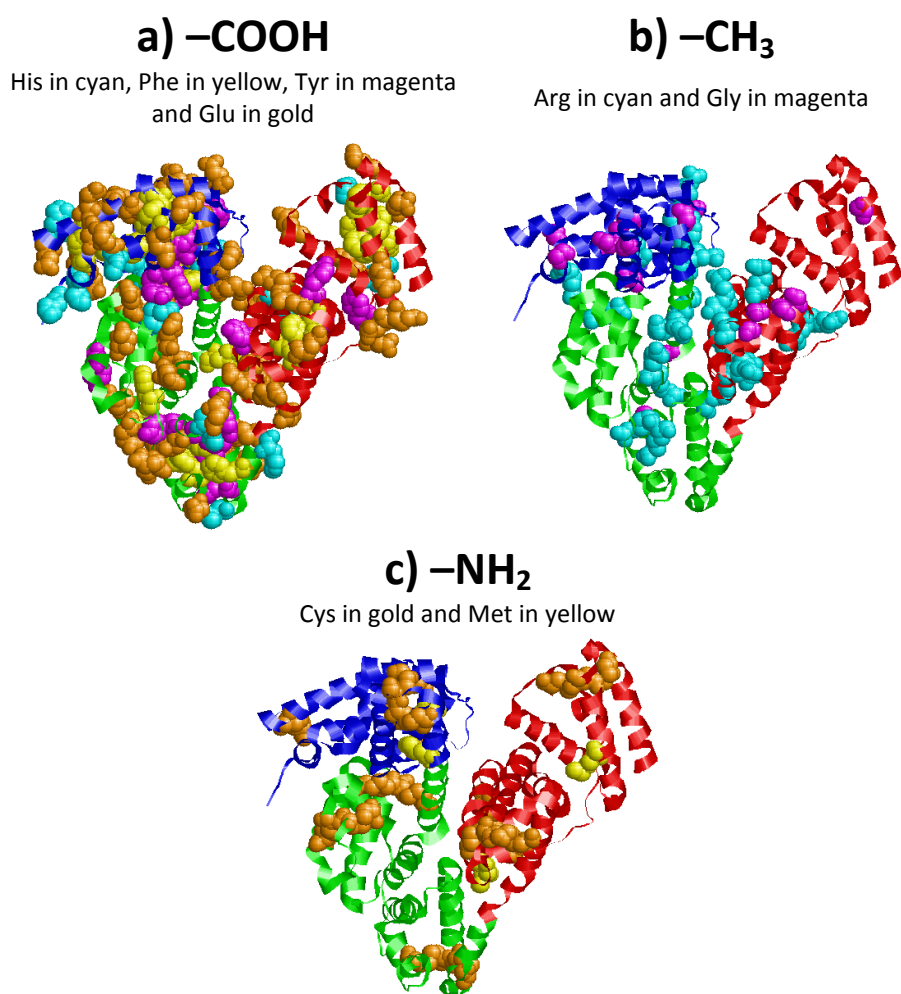 a) –COOH
His in cyan, Phe in yellow, Tyr in magenta
and Glu in gold
b) –CH₃
Arg in cyan and Gly in magenta
c) –NH₂
Cys in gold and Met in yellow